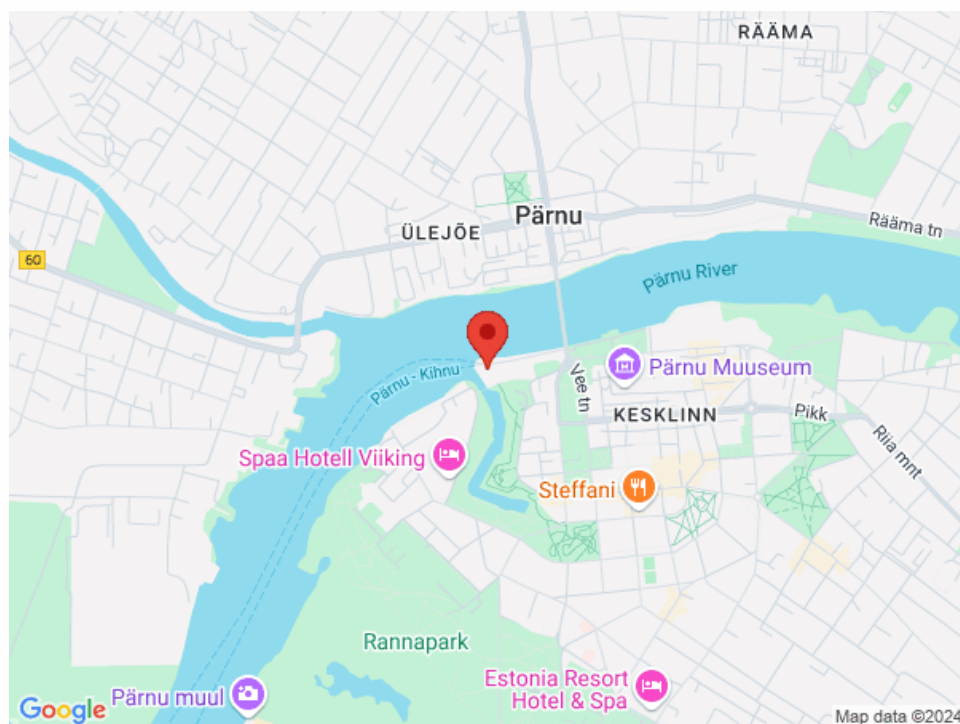 RÄÄMA
Pärnu
ÜLEJÕE
Rääma tn
60
Pärnu River
Pärnu - Kihnu
Vee tn
Pärnu Muuseum
KESKLINN
Pikk
Riia mnt
Spaa Hotell Viiking
Steffani
Rannapark
Estonia Resort
Hotel & Spa
Pärnu muul
Google
Map data ©2024